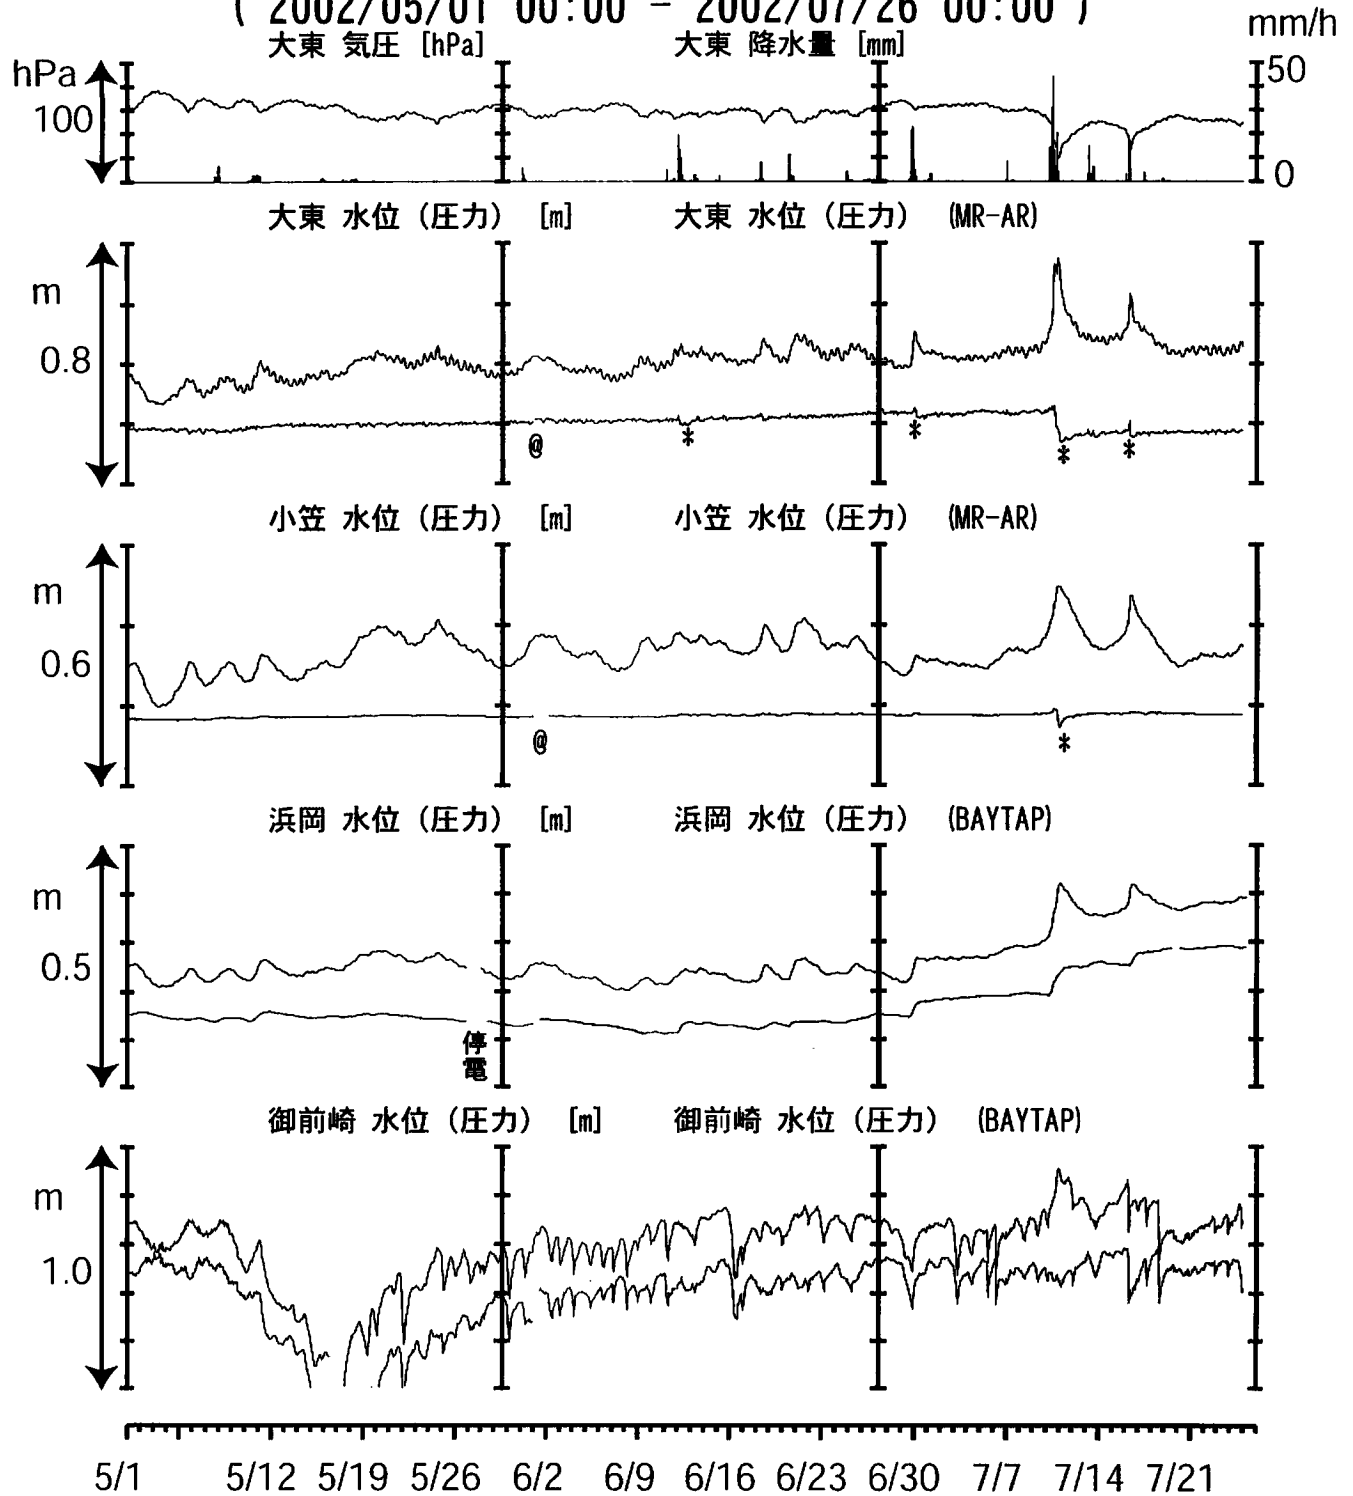 ( 2002/05/01 00:00 - 2002/07/26 00:00 )
mm/h
大東 気圧 [hPa] 大東 降水量 [mm]
hPa
50
100
0
大東 水位（圧力） [m] 大東 水位（圧力） (MR-AR)
m
0.8
@ * * * *
小笠 水位（圧力） [m] 小笠 水位（圧力） (MR-AR)
m
0.6
@ *
浜岡 水位（圧力） [m] 浜岡 水位（圧力） (BAYTAP)
m
0.5
停電
御前崎 水位（圧力） [m] 御前崎 水位（圧力） (BAYTAP)
m
1.0
5/1 5/12 5/19 5/26 6/2 6/9 6/16 6/23 6/30 7/7 7/14 7/21